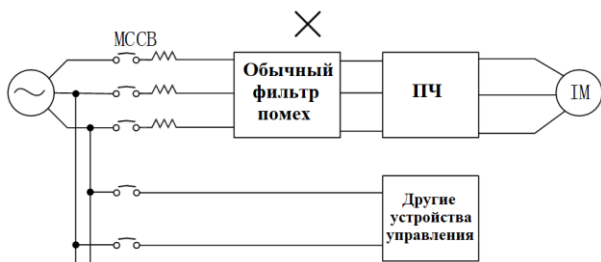 MCCB
Обычный
фильтр
помех
ПЧ
IM
Другие
устройства
управления